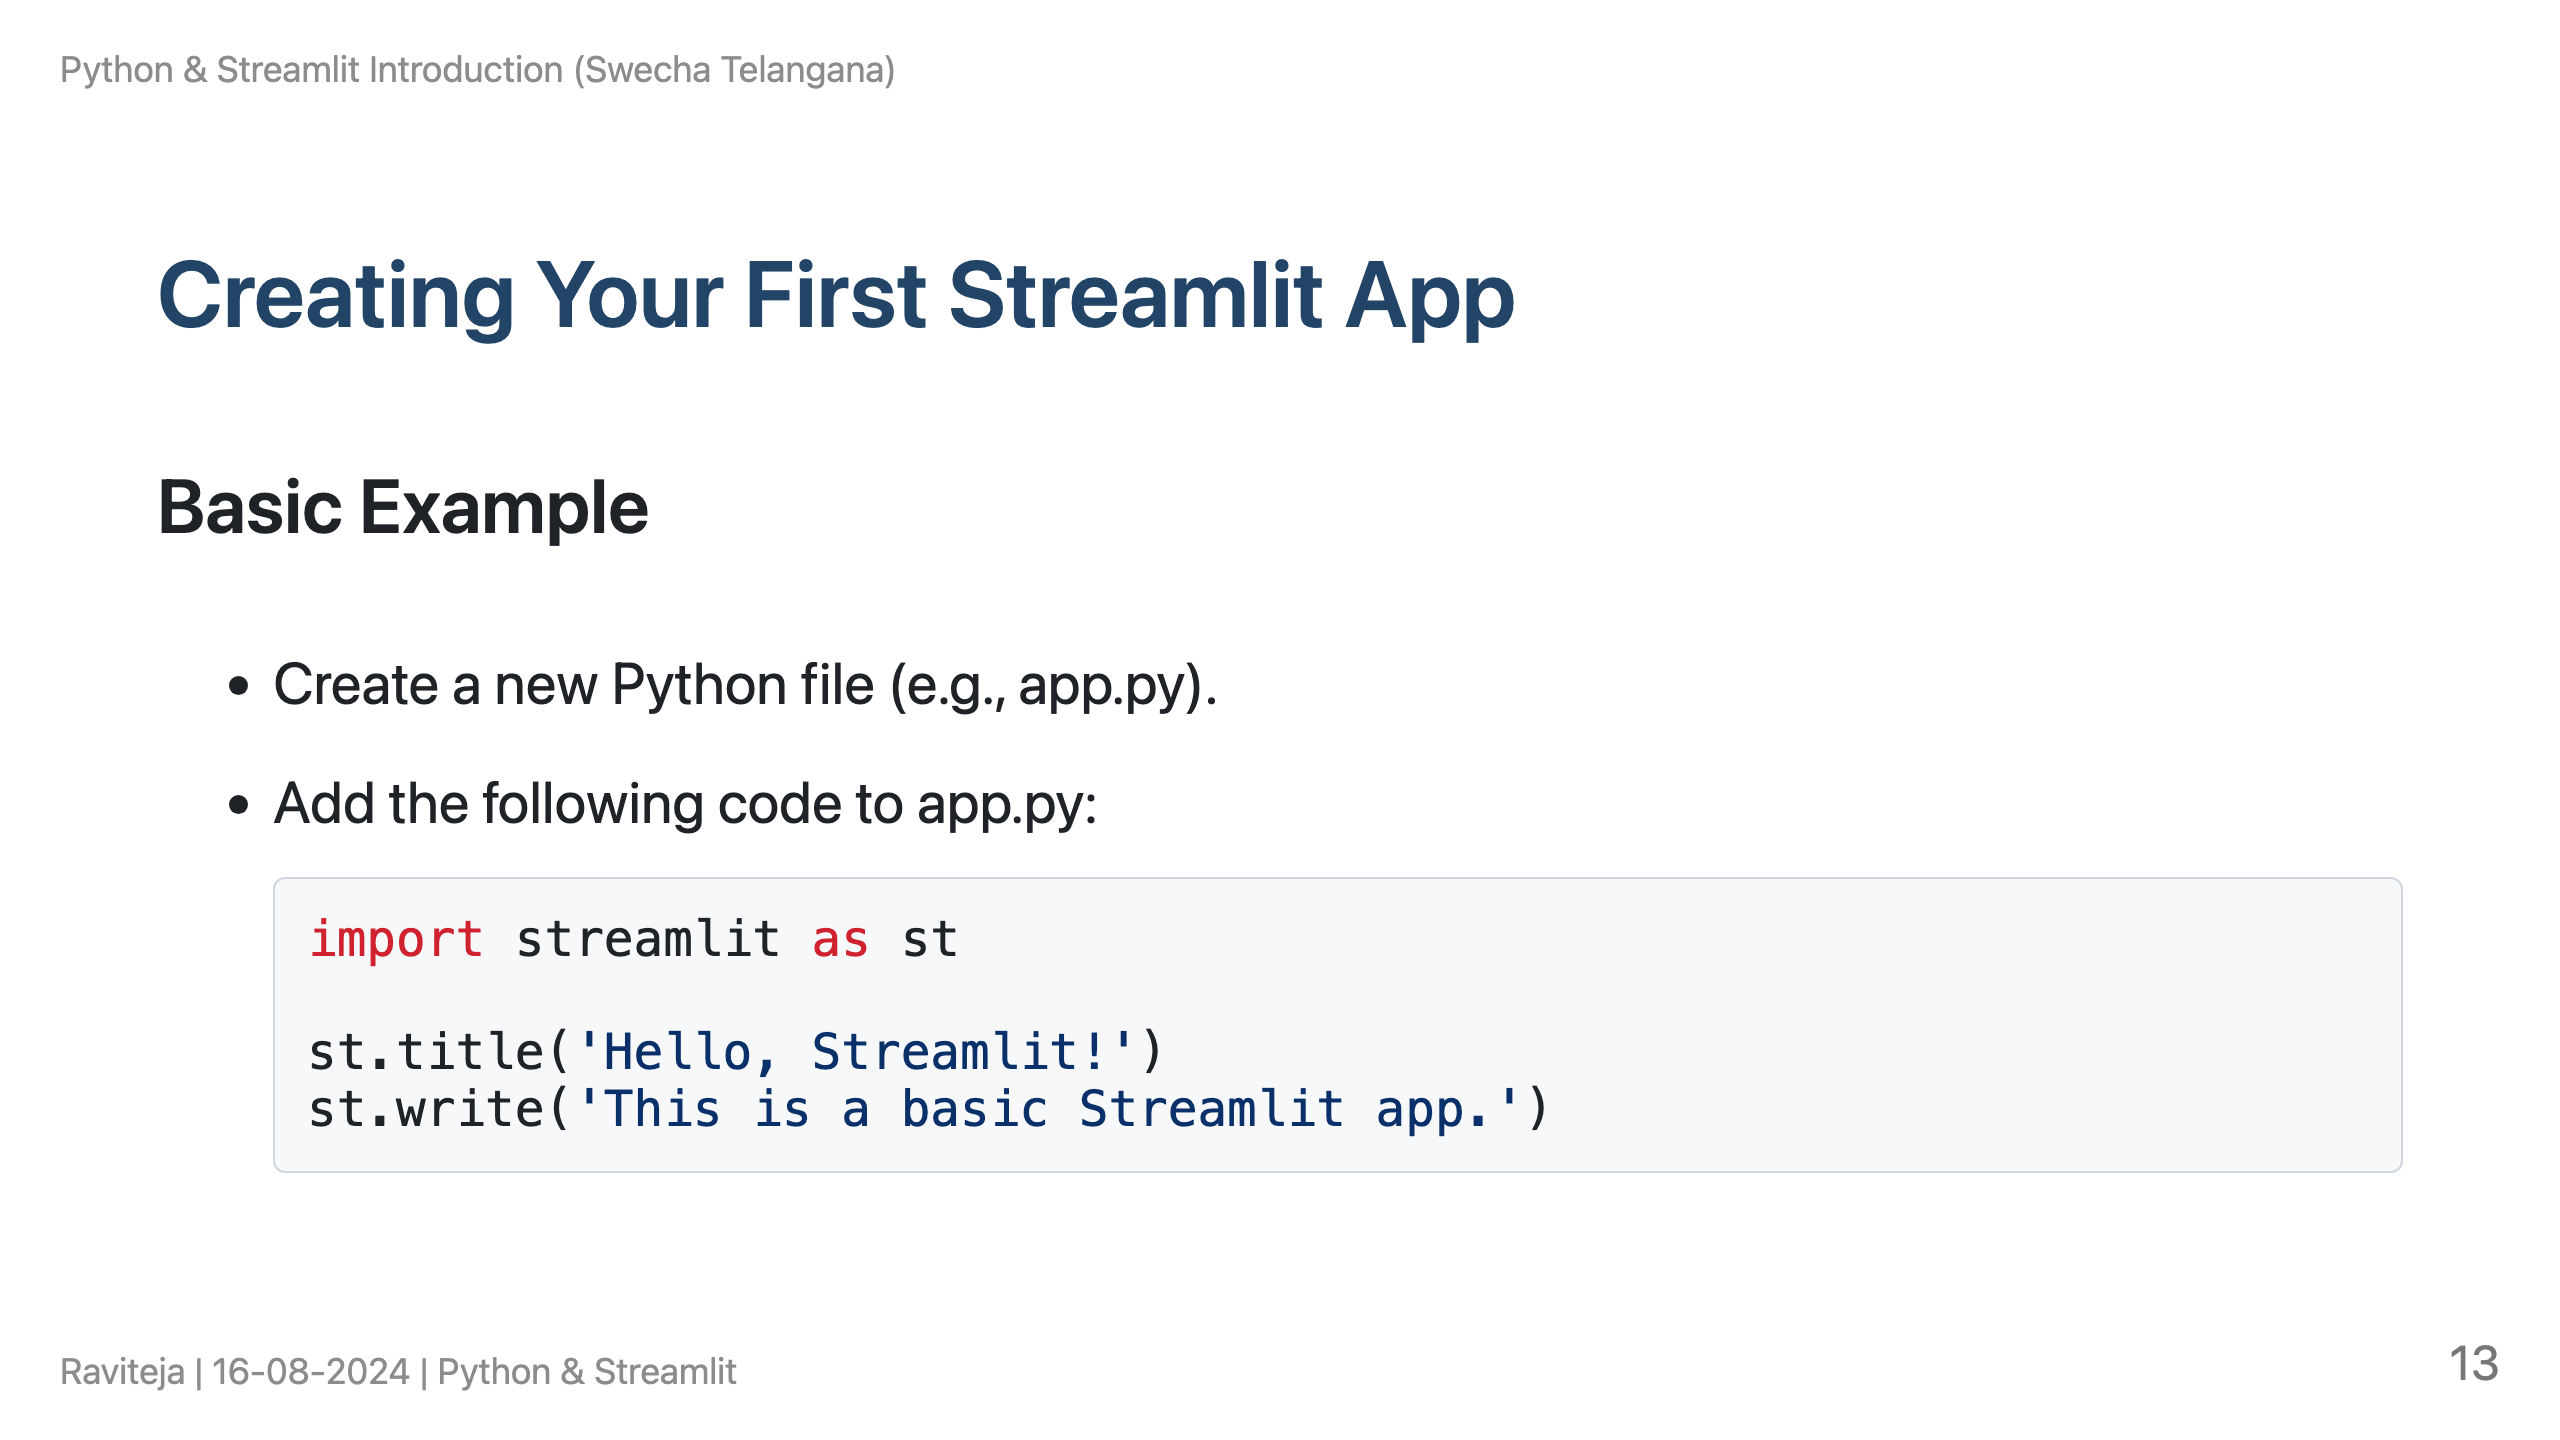 Python & Streamlit Introduction (Swecha Telangana)
Creating Your First Streamlit App
Basic Example
• Create a new Python file (e.g., app.py).
• Add the following code to app.py:
import streamlit as st
st.title('Hello, Streamlit!')
st.write('This is a basic Streamlit app.')
Raviteja | 16-08-2024 | Python & Streamlit
13